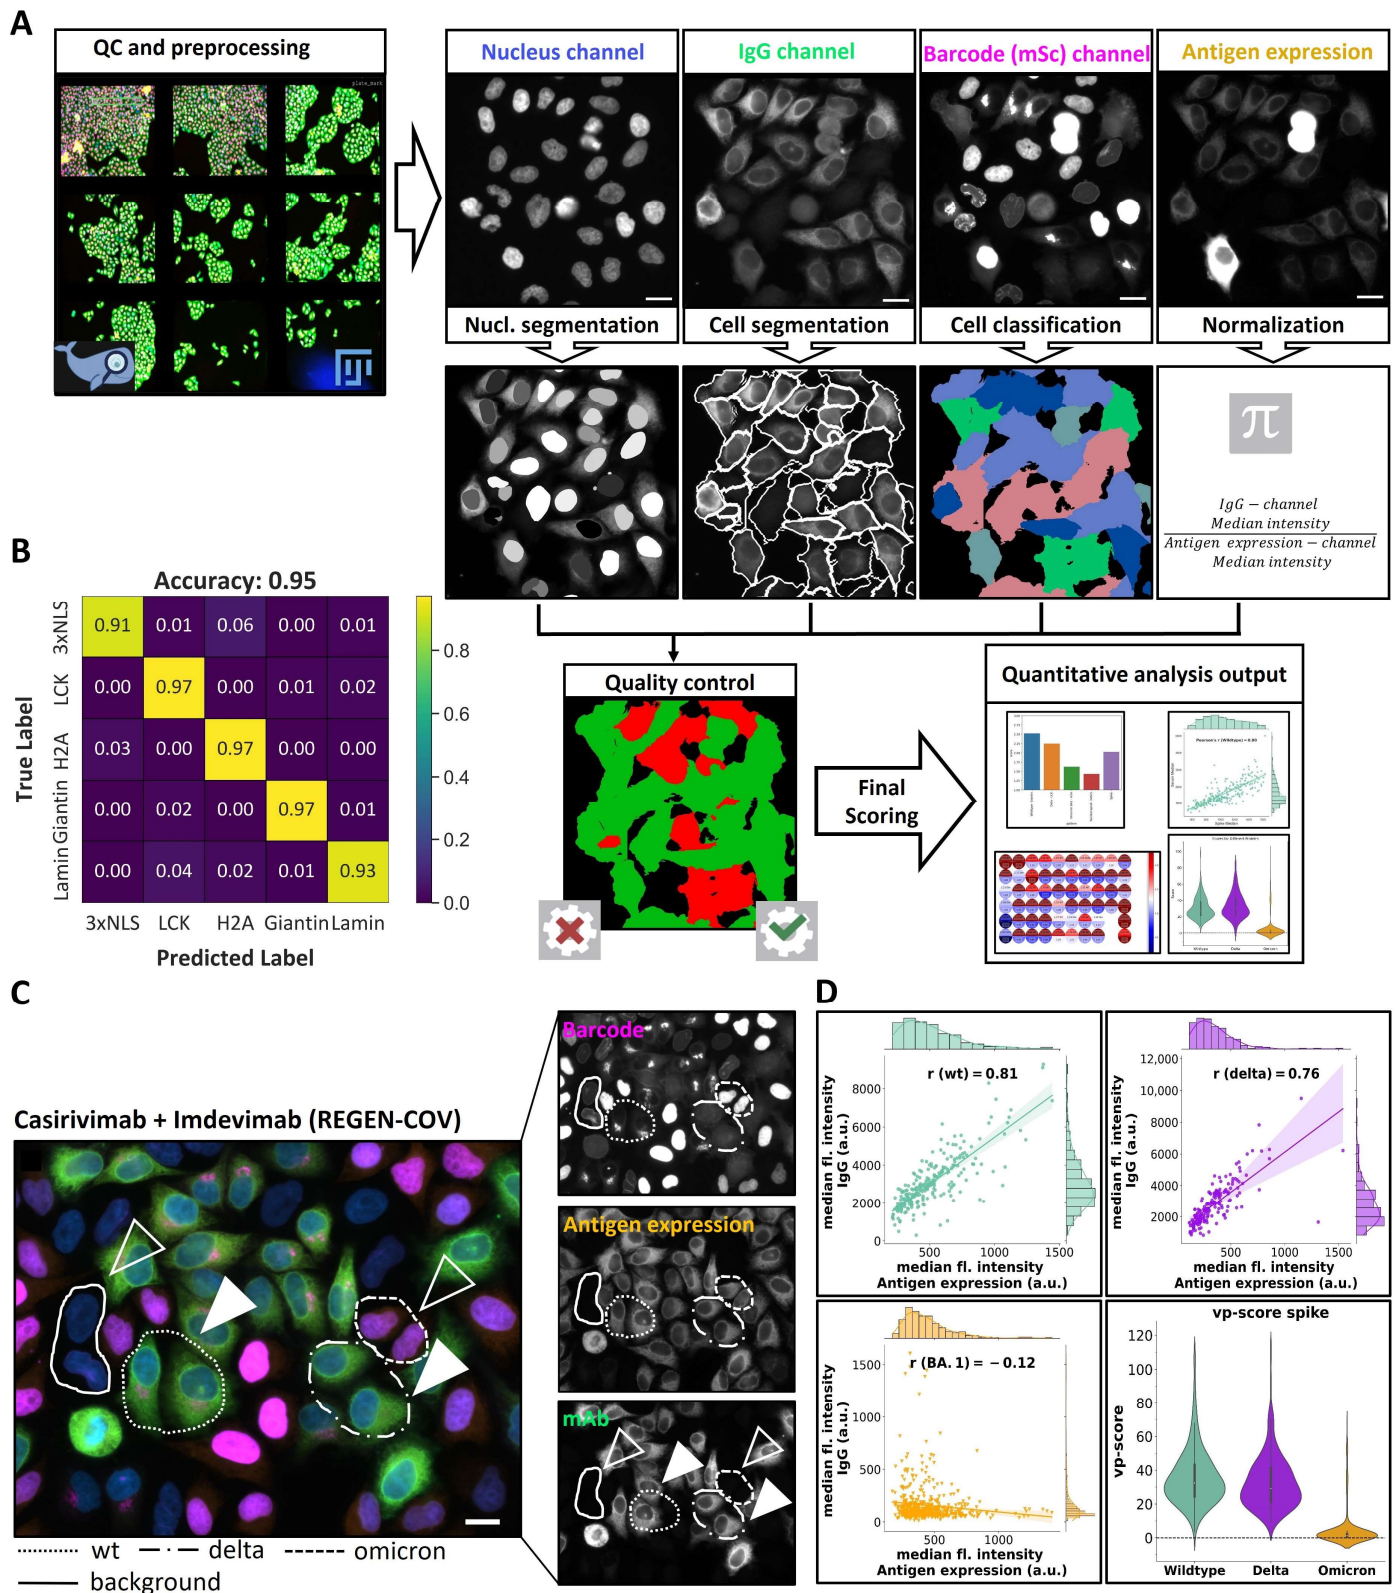 A
QC and preprocessing
plate_mark
Nucleus channel
IgG channel
Barcode (mSc) channel
Antigen expression
Nucl. segmentation
Cell segmentation
Cell classification
Normalization
π
IgG − channel
Median intensity
Antigen expression − channel
Median intensity
Quality control
Final
Scoring
Quantitative analysis output
Pearson's r (Wildtype) = 0.80
Wildtype
Delta
Omicron
B
Accuracy: 0.95
True Label
3xNLS
0.91 0.01 0.06 0.00 0.01
LCK
0.00 0.97 0.00 0.01 0.02
H2A
0.03 0.00 0.97 0.00 0.00
Giantin
0.00 0.02 0.00 0.97 0.01
Lamin
0.00 0.04 0.02 0.01 0.93
3xNLS LCK H2A Giantin Lamin
Predicted Label
0.8
0.6
0.4
0.2
0.0
C
Casirivimab + Imdevimab (REGEN-COV)
Barcode
Antigen expression
mAb
wt
delta
omicron
background
D
r (wt) = 0.81
median fl. intensity
IgG (a.u.)
8000
6000
4000
2000
0
500 1000 1500
median fl. intensity
Antigen expression (a.u.)
r (delta) = 0.76
median fl. intensity
IgG (a.u.)
12,000
10,000
8000
6000
4000
2000
500 1000 1500
median fl. intensity
Antigen expression (a.u.)
r (BA. 1) = −0.12
median fl. intensity
IgG (a.u.)
1500
1000
500
0
500 1000
median fl. intensity
Antigen expression (a.u.)
vp-score spike
vp-score
120
100
80
60
40
20
0
Wildtype Delta Omicron